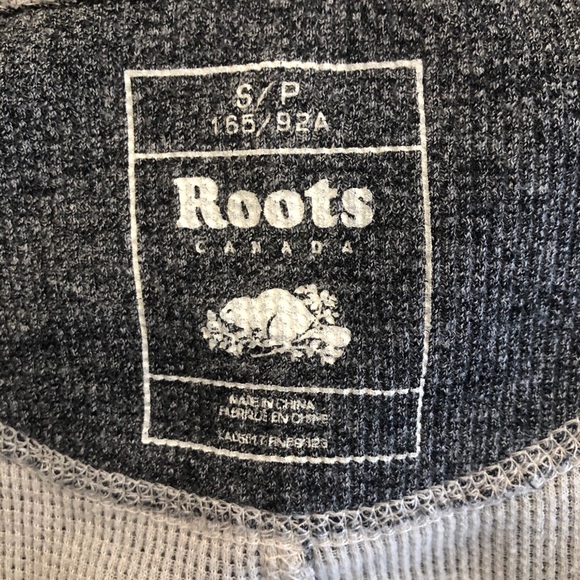 S/P
165/92A
Roots
CANADA
MADE IN CHINA
FABRIQUÉ EN CHINE